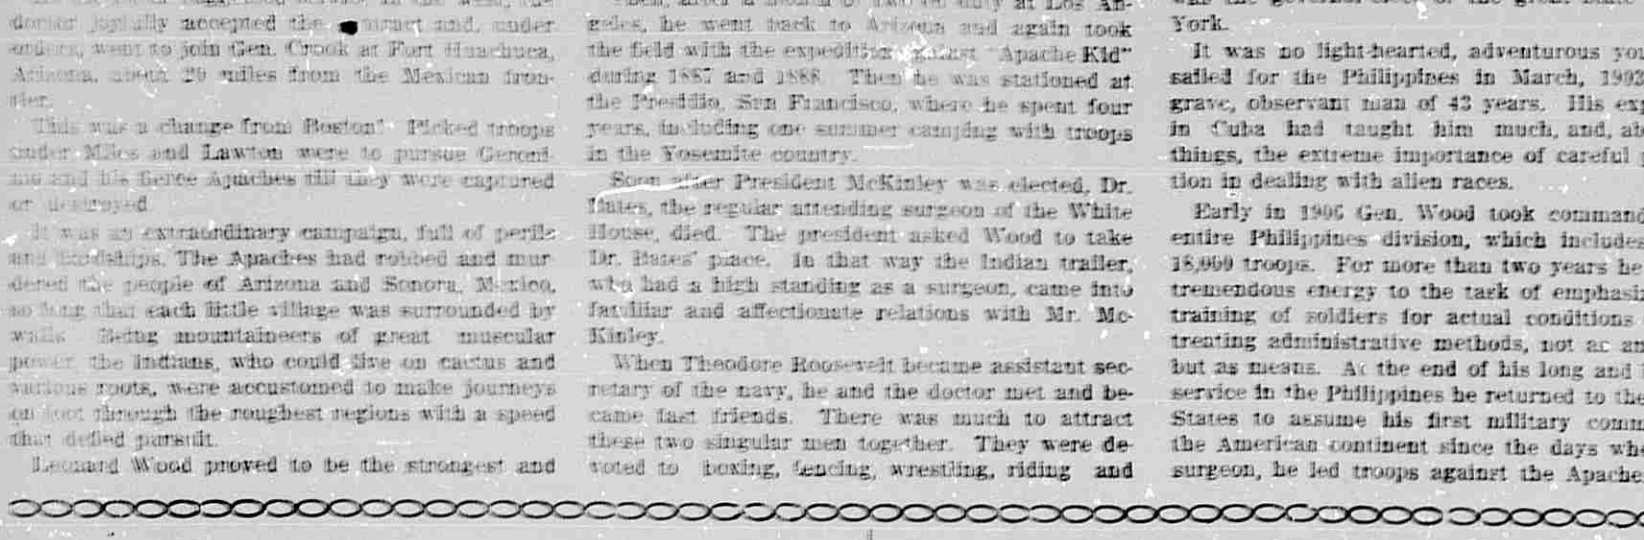 doctor joyfully accepted the contract and, under
orders, went to join Gen. Crook at Fort Huachuca,
Arizona, about 20 miles from the Mexican fron-
tier.
This was a change from Boston! Picked troops
under Miles and Lawton were to pursue Geroni-
mo and his fierce Apaches till they were captured
or destroyed.
It was an extraordinary campaign, full of perils
and hardships. The Apaches had robbed and mur-
dered the people of Arizona and Sonora, Mexico,
so long that each little village was surrounded by
walls. Being mountaineers of great muscular
power, the Indians, who could live on cactus and
various roots, were accustomed to make journeys
on foot through the roughest regions with a speed
that defied pursuit.
Leonard Wood proved to be the strongest and
at Los An-
geles, he went back to Arizona and again took
the field with the expedition against "Apache Kid"
during 1887 and 1888. Then he was stationed at
the Presidio, San Francisco, where he spent four
years, including one summer camping with troops
in the Yosemite country.
Soon after President McKinley was elected, Dr.
Bates, the regular attending surgeon of the White
House, died. The president asked Wood to take
Dr. Bates' place. In that way the Indian trailer,
who had a high standing as a surgeon, came into
familiar and affectionate relations with Mr. Mc-
Kinley.
When Theodore Roosevelt became assistant sec-
retary of the navy, he and the doctor met and be-
came fast friends. There was much to attract
these two singular men together. They were de-
voted to boxing, fencing, wrestling, riding and
York.
It was no light-hearted, adventurous
sailed for the Philippines in March, 1903
grave, observant man of 43 years. His
in Cuba had taught him much, and,
things, the extreme importance of careful
tion in dealing with alien races.
Early in 1906 Gen. Wood took
entire Philippines division, which
18,000 troops. For more than two years he
tremendous energy to the task of
training of soldiers for actual conditions
treating administrative methods, not as
but as means. At the end of his long and
service in the Philippines he returned to the
States to assume his first military
the American continent since the days
surgeon, he led troops against the